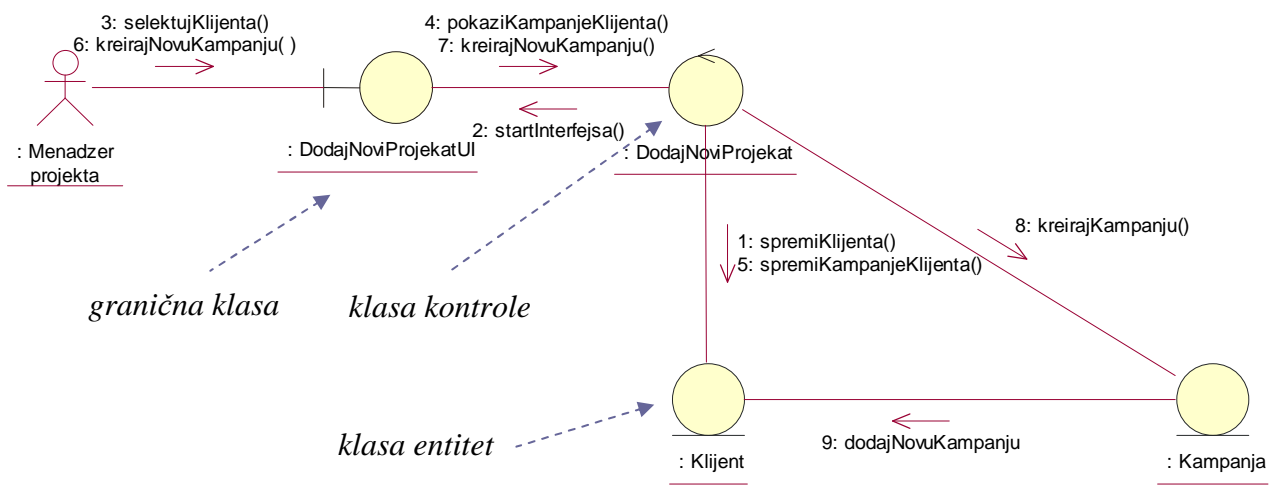 3: selektujKlijenta()
6: kreirajNovuKampanju( )
4: pokaziKampanjeKlijenta()
7: kreirajNovuKampanju()
2: startInterfejsa()
: Menadzer
projekta
: DodajNoviProjekatUI
: DodajNoviProjekat
8: kreirajKampanju()
1: spremiKlijenta()
5: spremiKampanjeKlijenta()
granična klasa
klasa kontrole
klasa entitet
9: dodajNovuKampanju
: Klijent
: Kampanja